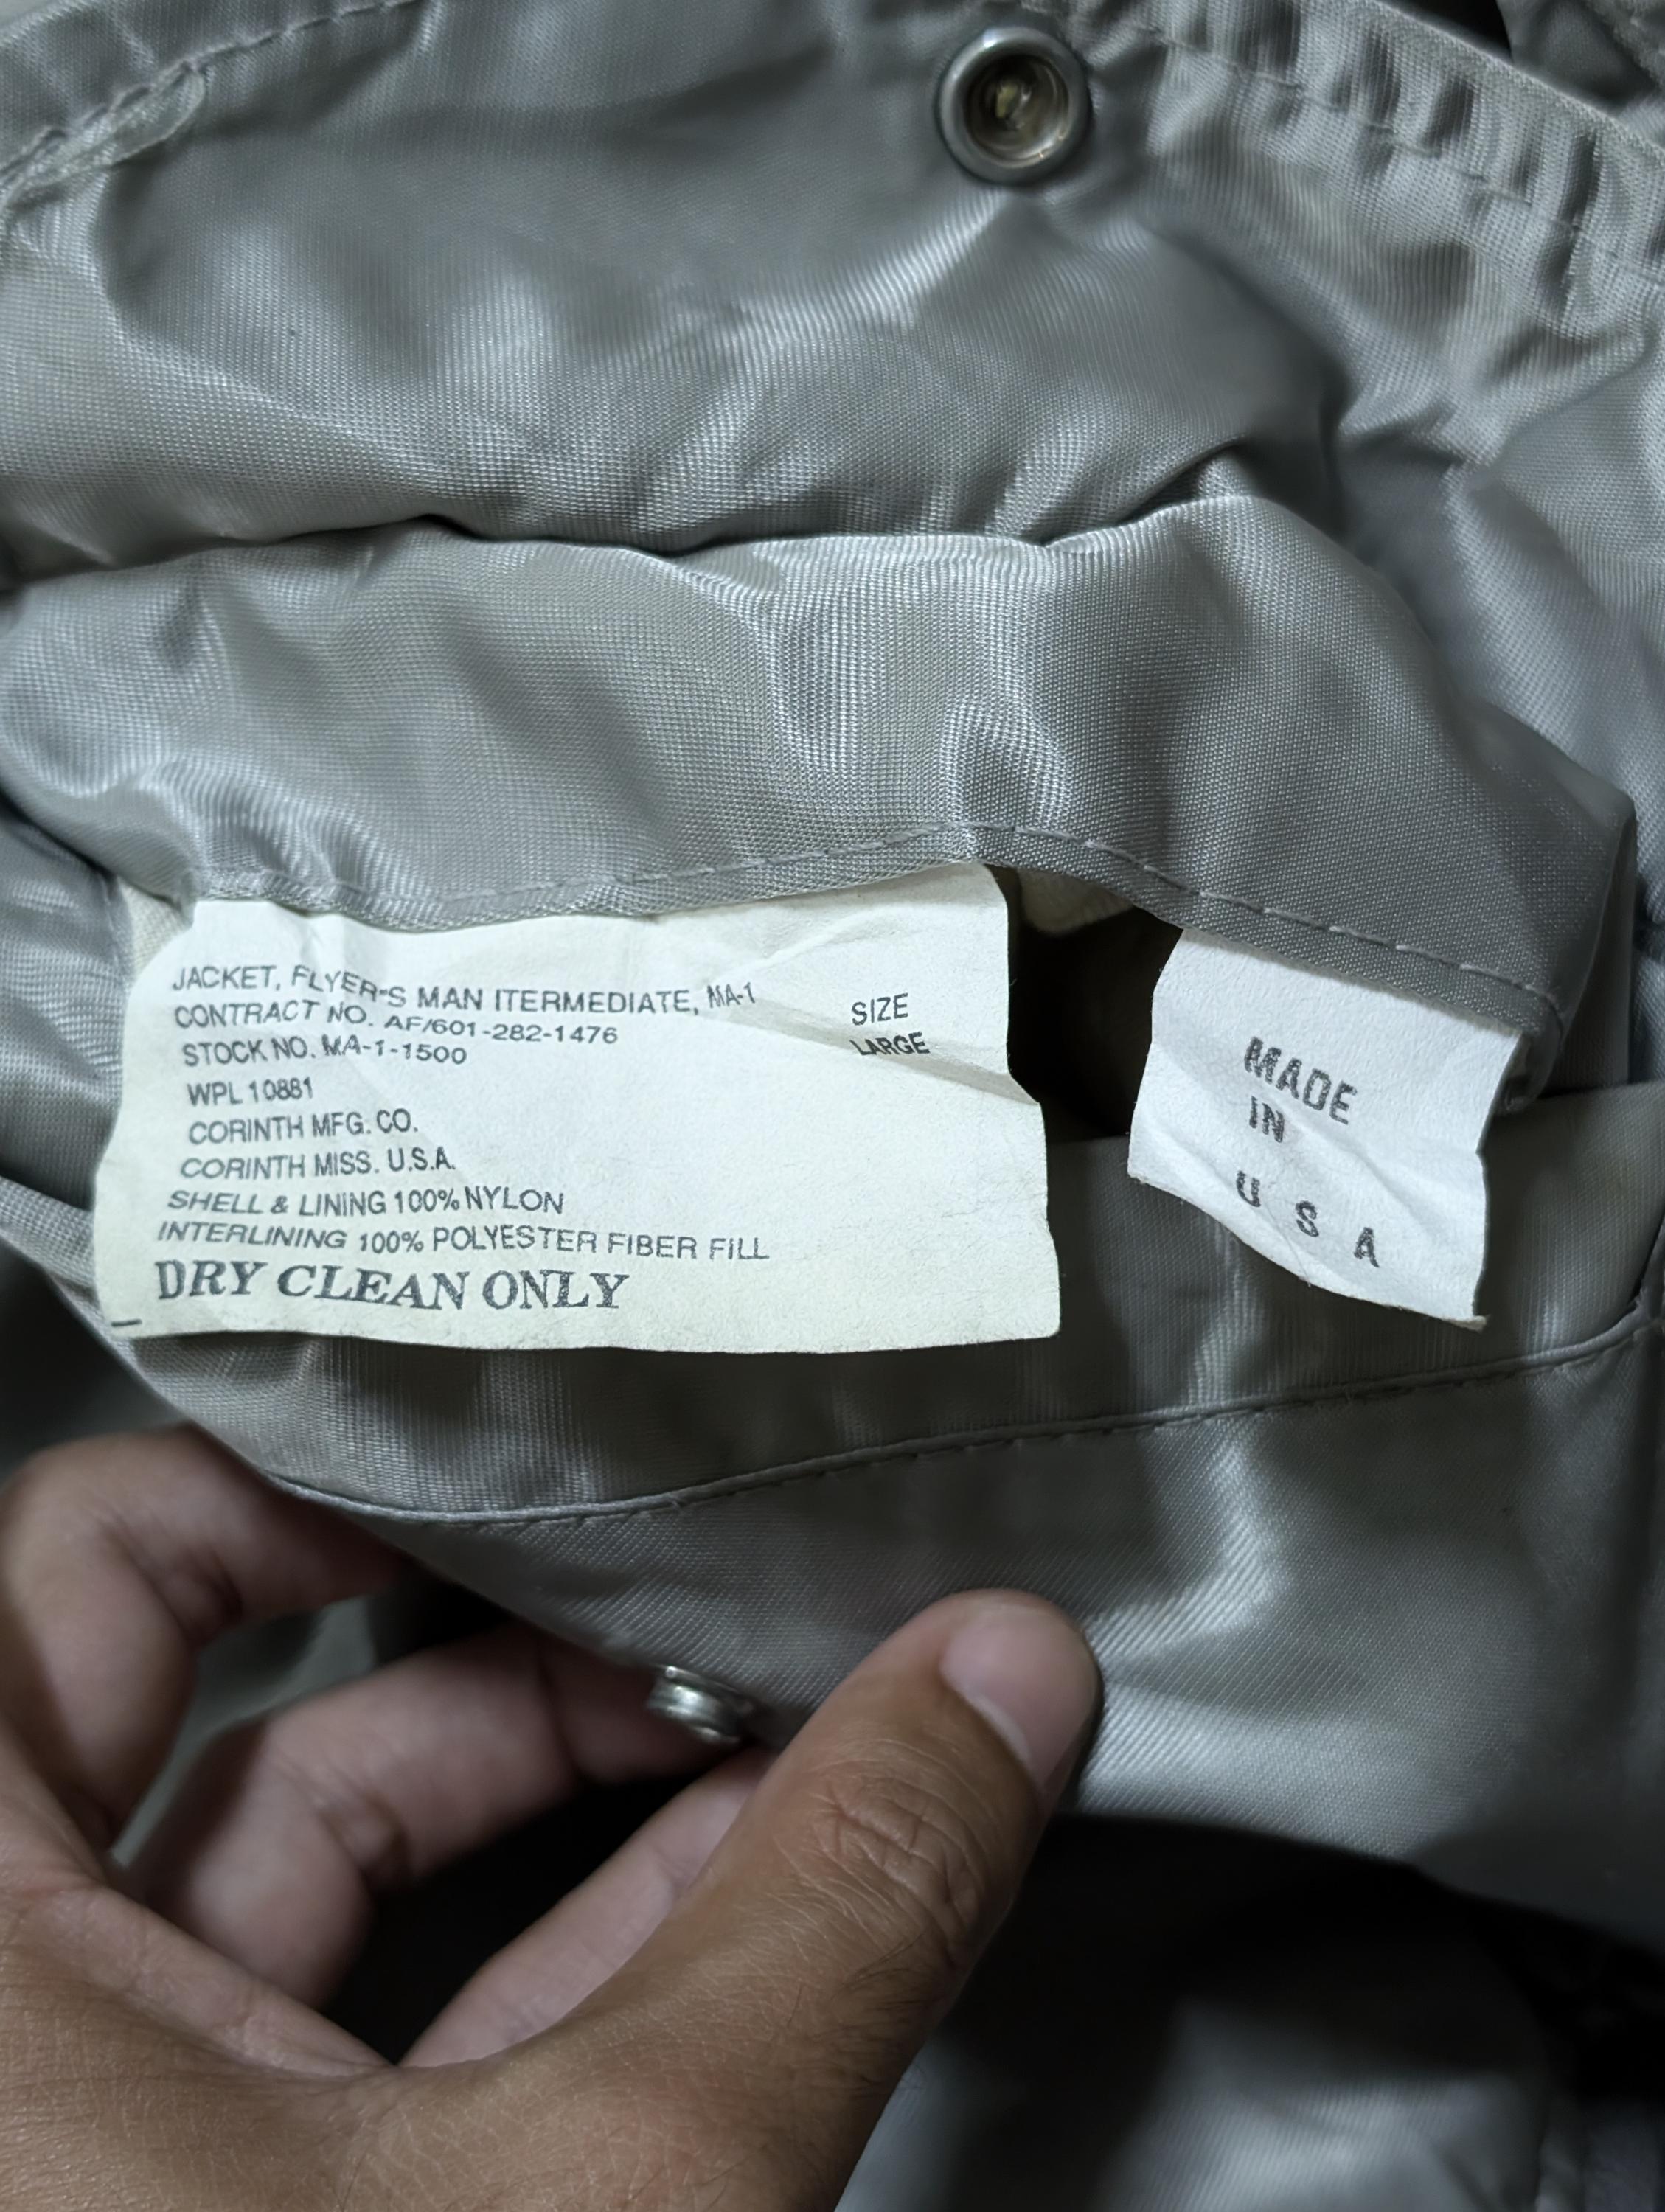 JACKET, FLYER'S MAN ITERMEDIATE, MA-1
CONTRACT NO. AF/601-282-1476
STOCK NO. MA-1-1500
WPL 10881
CORINTH MFG. CO.
CORINTH MISS. U.S.A.
SHELL & LINING 100% NYLON
INTERLINING 100% POLYESTER FIBER FILL
DRY CLEAN ONLY
SIZE
LARGE
MADE
IN
U S A